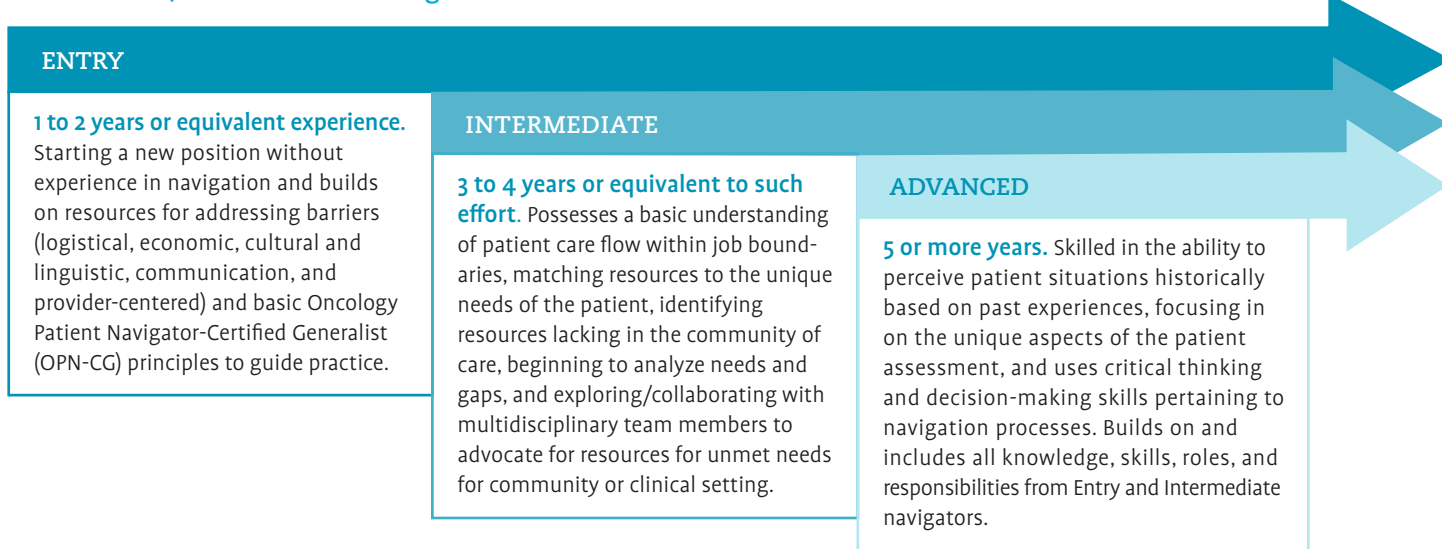 ENTRY
1 to 2 years or equivalent experience.
Starting a new position without
experience in navigation and builds
on resources for addressing barriers
(logistical, economic, cultural and
linguistic, communication, and
provider-centered) and basic Oncology
Patient Navigator-Certified Generalist
(OPN-CG) principles to guide practice.
INTERMEDIATE
3 to 4 years or equivalent to such
effort. Possesses a basic understanding
of patient care flow within job bound-
aries, matching resources to the unique
needs of the patient, identifying
resources lacking in the community of
care, beginning to analyze needs and
gaps, and exploring/collaborating with
multidisciplinary team members to
advocate for resources for unmet needs
for community or clinical setting.
ADVANCED
5 or more years. Skilled in the ability to
perceive patient situations historically
based on past experiences, focusing in
on the unique aspects of the patient
assessment, and uses critical thinking
and decision-making skills pertaining to
navigation processes. Builds on and
includes all knowledge, skills, roles, and
responsibilities from Entry and Intermediate
navigators.